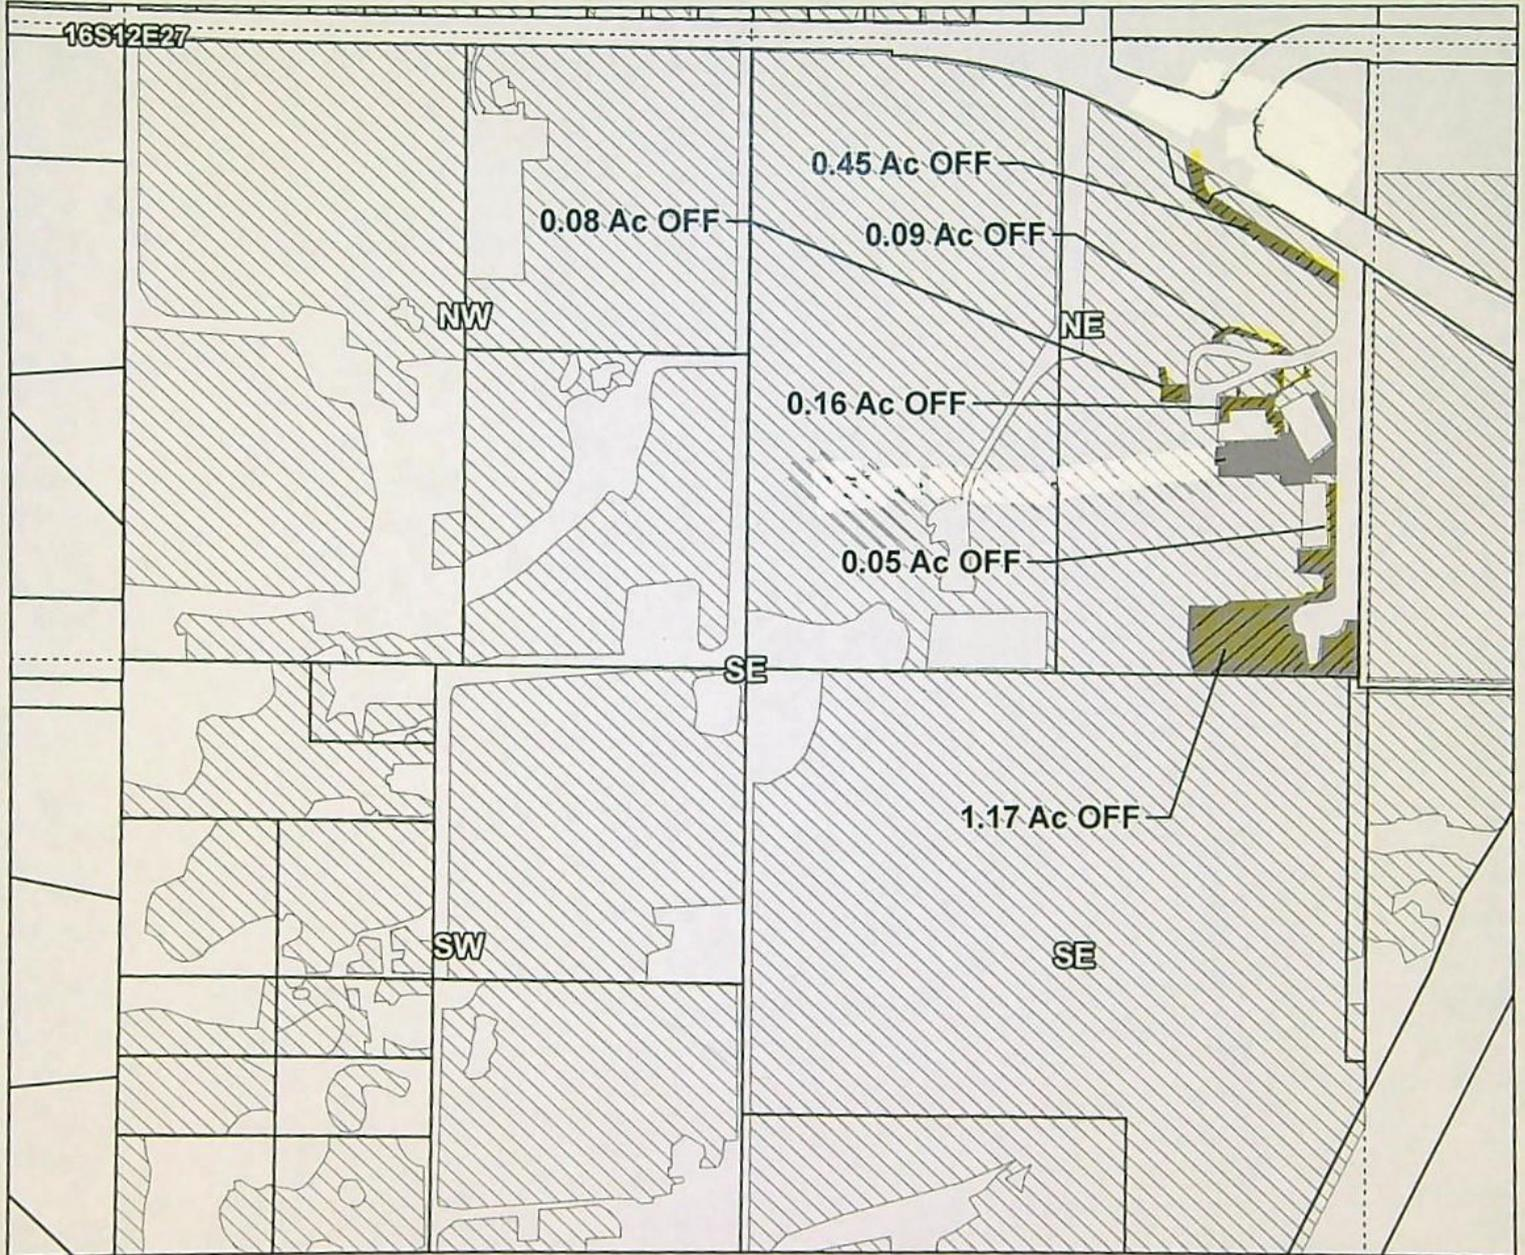 16S12E27
0.45 Ac OFF
0.08 Ac OFF
0.09 Ac OFF
NW
NE
0.16 Ac OFF
0.05 Ac OFF
SE
1.17 Ac OFF
SW
SE